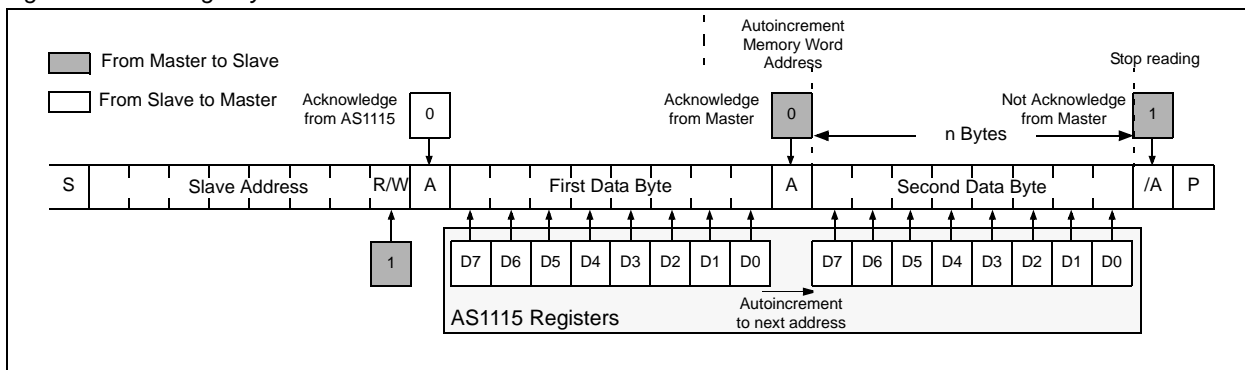 Autoincrement
Memory Word
Address
Stop reading
From Master to Slave
From Slave to Master
Acknowledge
from AS1115
0
Acknowledge
from Master
0
n Bytes
Not Acknowledge
from Master
1
S Slave Address R/W A First Data Byte A Second Data Byte /A P
1
D7 D6 D5 D4 D3 D2 D1 D0 D7 D6 D5 D4 D3 D2 D1 D0
Autoincrement
to next address
AS1115 Registers